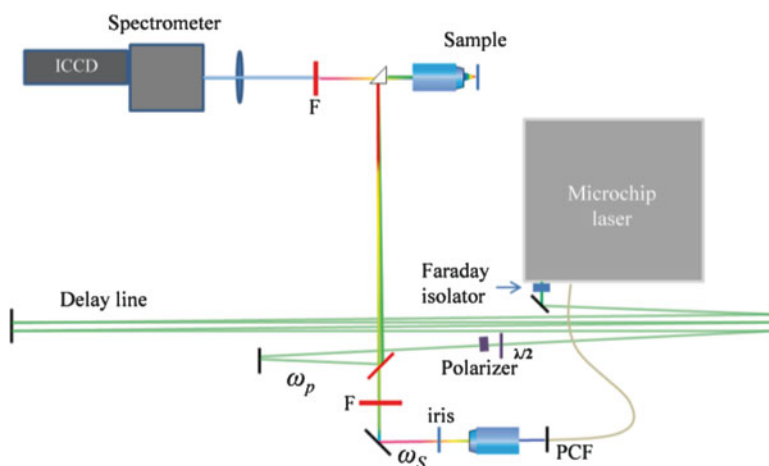 Spectrometer
ICCD
Sample
F
Microchip
laser
Faraday
isolator
Delay line
λ/2
Polarizer
ωp
F
iris
ωS
PCF